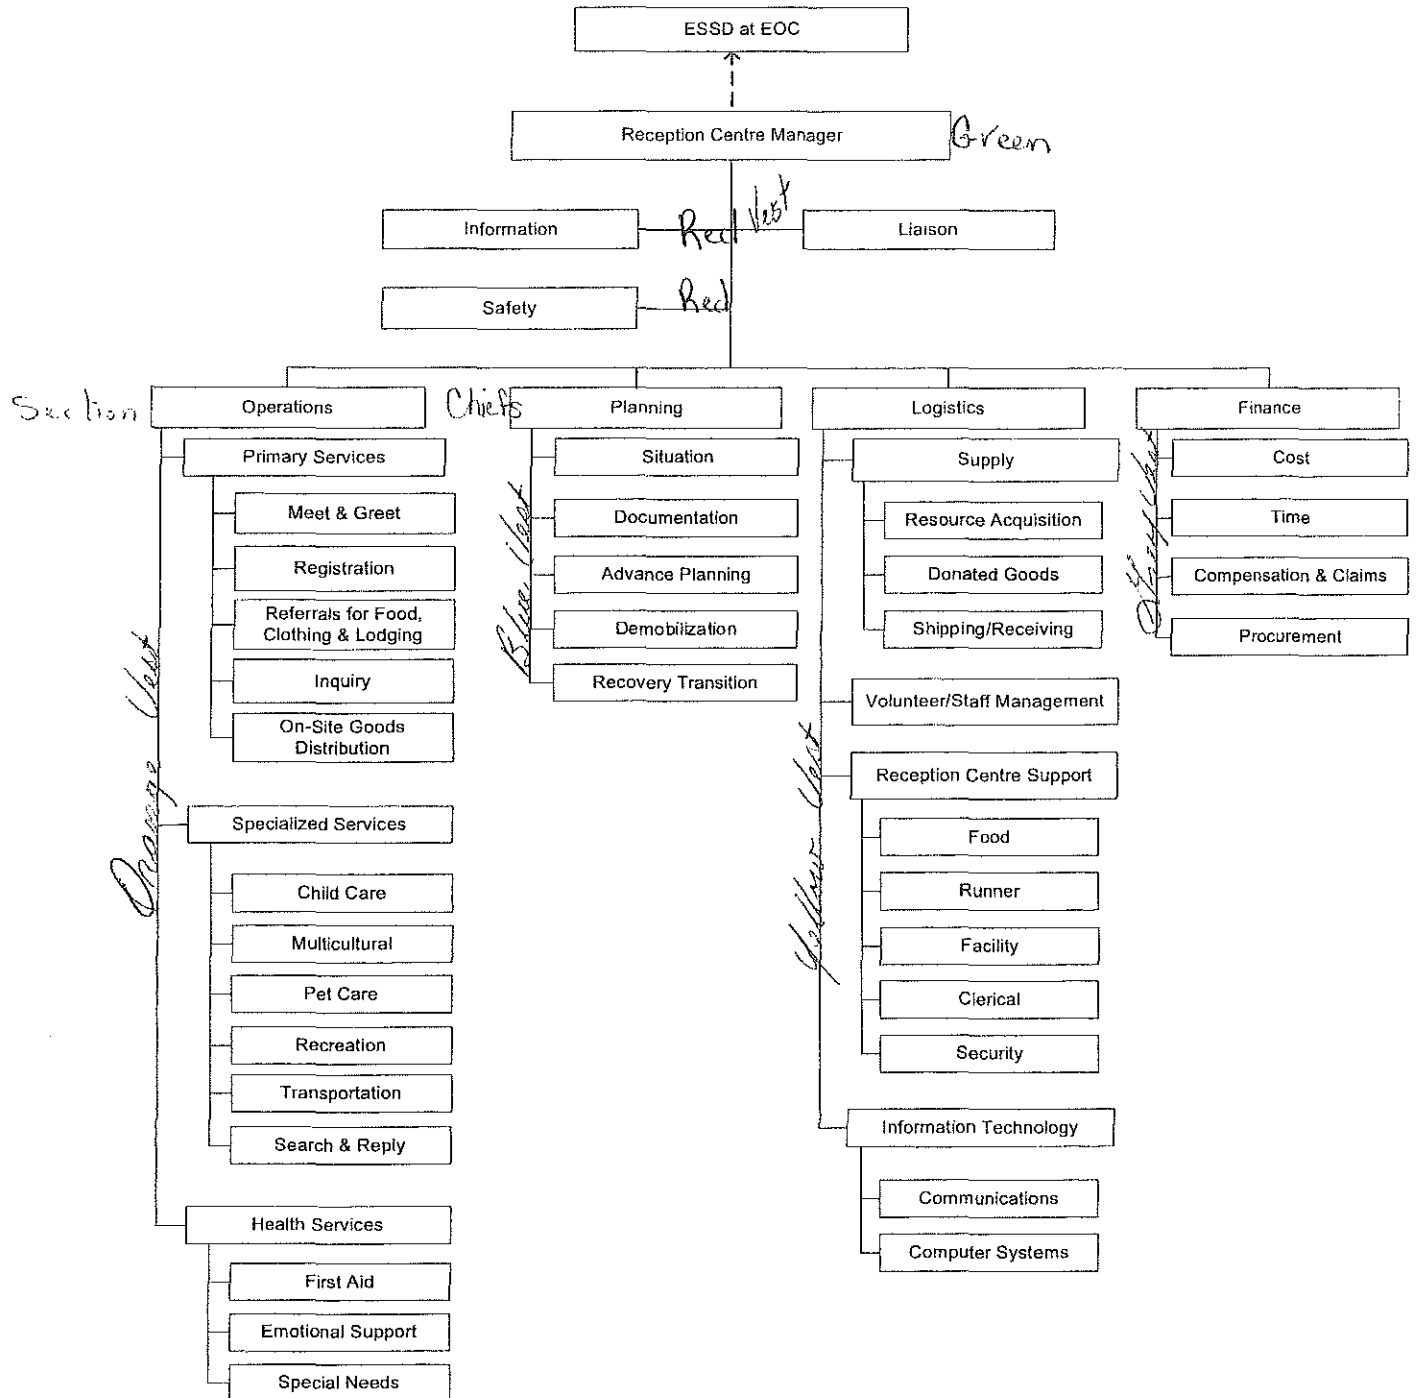 ESSD at EOC
Reception Centre Manager
Green
Information
Red Vest
Liaison
Safety
Red
Section
Operations
Chiefs
Planning
Logistics
Finance
Orange Vest
Primary Services
Meet & Greet
Registration
Referrals for Food,
Clothing & Lodging
Inquiry
On-Site Goods
Distribution
Specialized Services
Child Care
Multicultural
Pet Care
Recreation
Transportation
Search & Reply
Health Services
First Aid
Emotional Support
Special Needs
Blue Vest
Situation
Documentation
Advance Planning
Demobilization
Recovery Transition
Yellow Vest
Supply
Resource Acquisition
Donated Goods
Shipping/Receiving
Volunteer/Staff Management
Reception Centre Support
Food
Runner
Facility
Clerical
Security
Information Technology
Communications
Computer Systems
Cost
Time
Compensation & Claims
Procurement